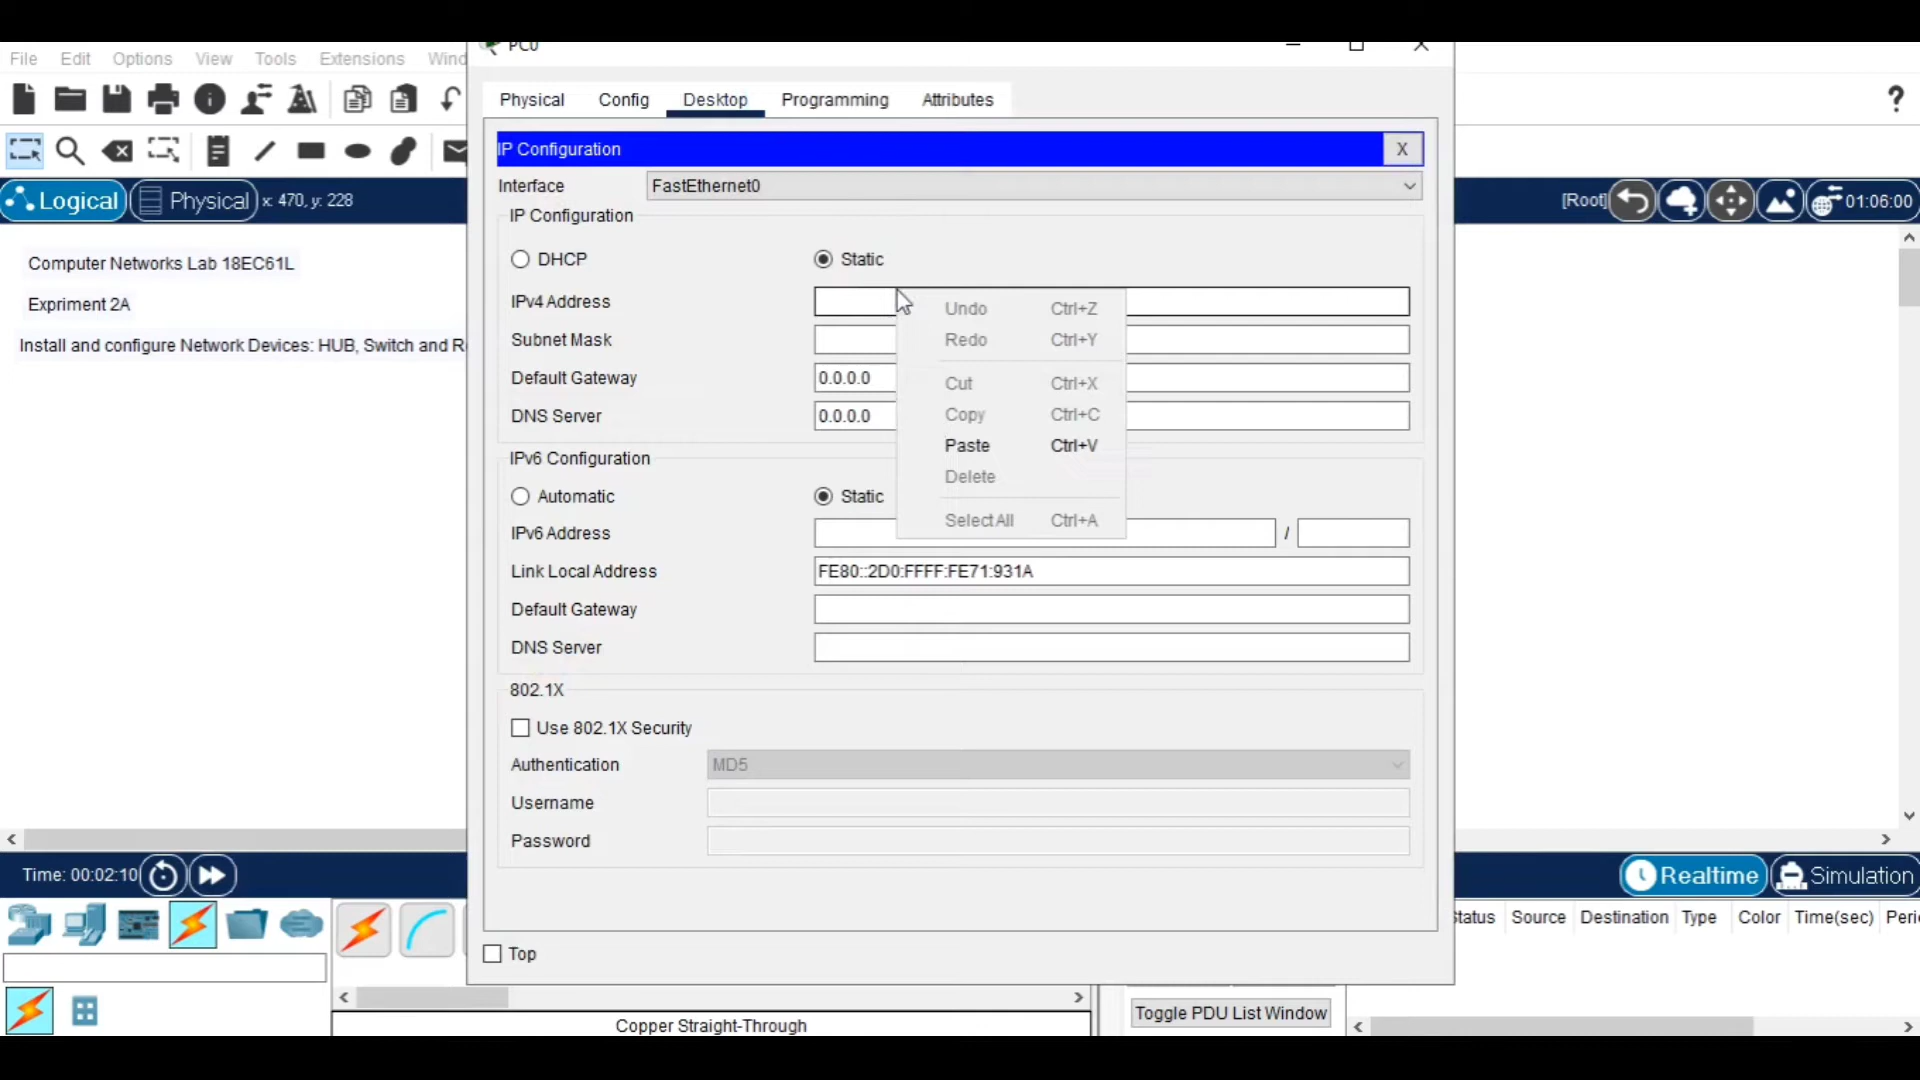 PC0
File Edit Options View Tools Extensions Wind
?
Physical Config Desktop Programming Attributes
IP Configuration X
Logical Physical x: 470, y: 228
[Root] 01:06:00
Interface FastEthernet0
IP Configuration
DHCP Static
IPv4 Address
Subnet Mask
Default Gateway 0.0.0.0
DNS Server 0.0.0.0
Undo Ctrl+Z
Redo Ctrl+Y
Cut Ctrl+X
Copy Ctrl+C
Paste Ctrl+V
Delete
Select All Ctrl+A
Computer Networks Lab 18EC61L
Expriment 2A
Install and configure Network Devices: HUB, Switch and R
IPv6 Configuration
Automatic Static
IPv6 Address /
Link Local Address FE80::2D0:FFFF:FE71:931A
Default Gateway
DNS Server
802.1X
Use 802.1X Security
Authentication MD5
Username
Password
Top
Time: 00:02:10
Realtime Simulation
Status Source Destination Type Color Time(sec) Peri
Copper Straight-Through
Toggle PDU List Window